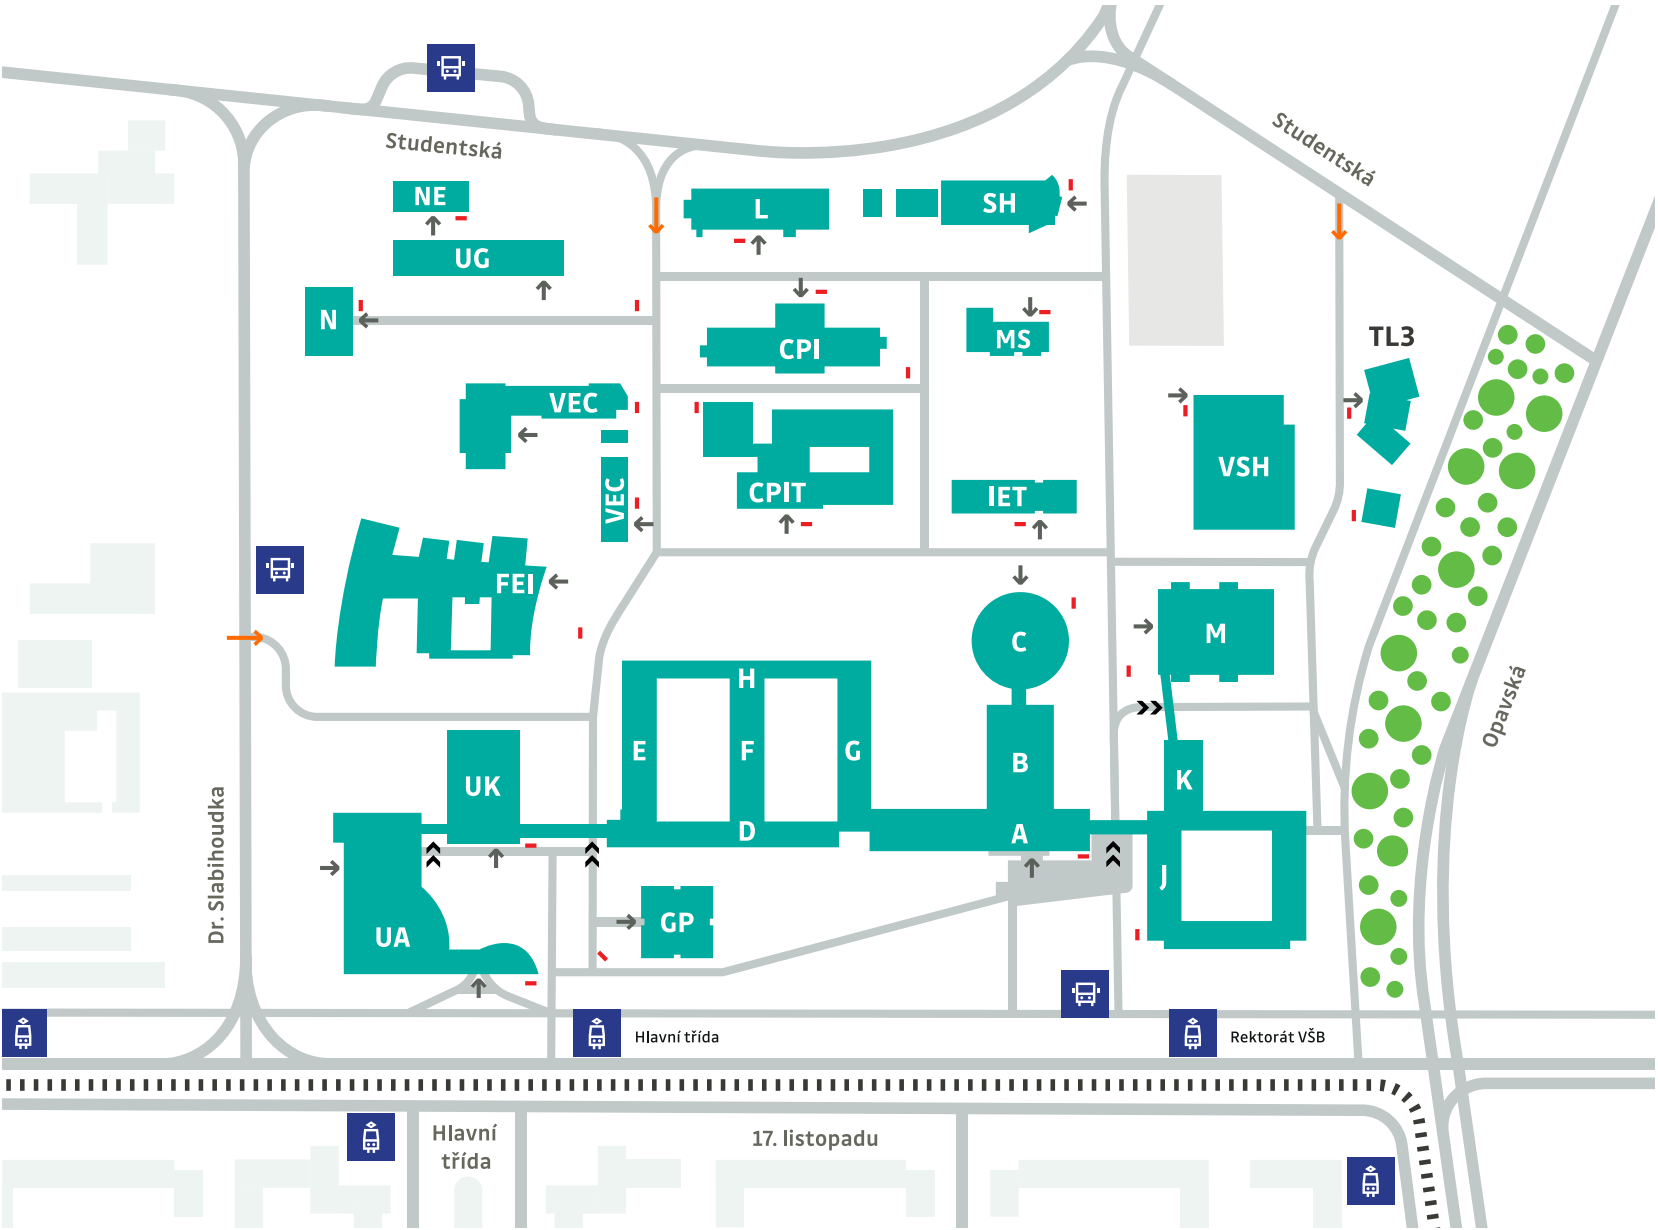 Studentská
Studentská
NE
L
SH
UG
N
CPI
MS
TL3
VEC
VSH
CPIT
IET
VEC
FEI
C
M
H
E
F
G
B
UK
K
D
A
J
UA
GP
Dr. Slabihoudka
Opavská
Hlavní třída
Rektorát VŠB
Hlavní
třída
17. listopadu